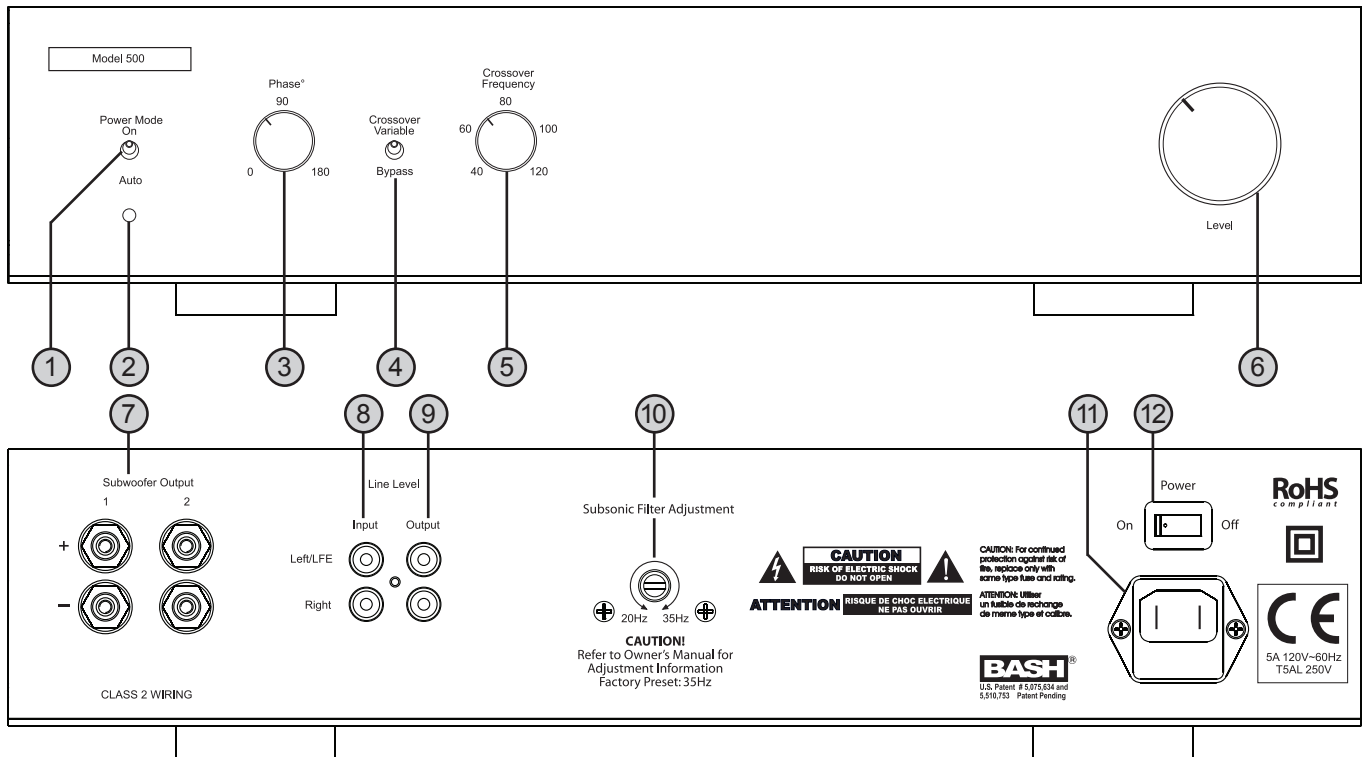 Model 500
Power Mode
On
Auto
Phase°
90
0 180
Crossover
Variable
Bypass
Crossover
Frequency
80
60 100
40 120
Level
1 2 3 4 5 6
7 8 9 10 11 12
Subwoofer Output
1 2
+
−
CLASS 2 WIRING
Line Level
Input Output
Left/LFE
Right
Subsonic Filter Adjustment
20Hz 35Hz
CAUTION!
Refer to Owner's Manual for
Adjustment Information
Factory Preset: 35Hz
CAUTION
RISK OF ELECTRIC SHOCK
DO NOT OPEN
ATTENTION
RISQUE DE CHOC ELECTRIQUE
NE PAS OUVRIR
CAUTION: For continued
protection against risk of
fire, replace only with
same type fuse and rating.
ATTENTION: Utiliser
un fusible de rechange
de meme type et calibre.
BASH®
U.S. Patent # 5,075,634 and
5,510,753 Patent Pending
Power
On Off
RoHS
compliant
CE
5A 120V~60Hz
T5AL 250V